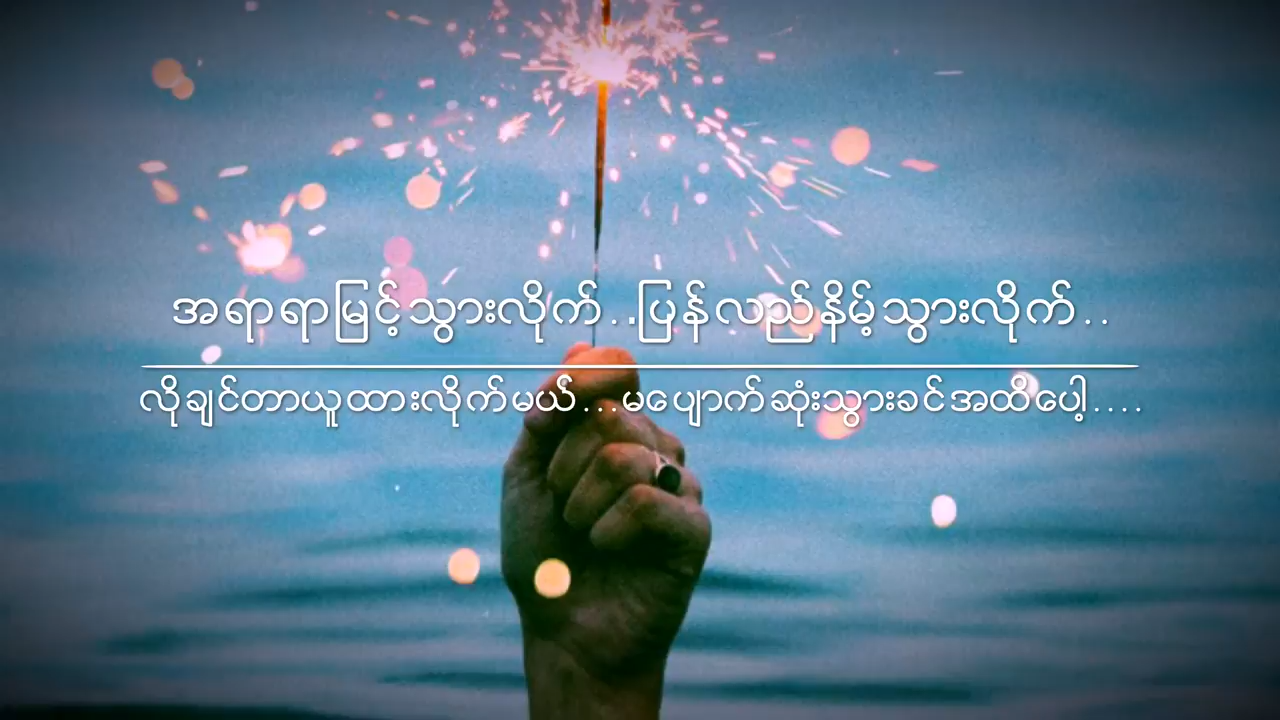 အရာရာမြင့်သွားလိုက်..ပြန်လည်နိမ့်သွားလိုက်..
လိုချင်တာယူထားလိုက်မယ်...မပျောက်ဆုံးသွားခင်အထိပေါ့....